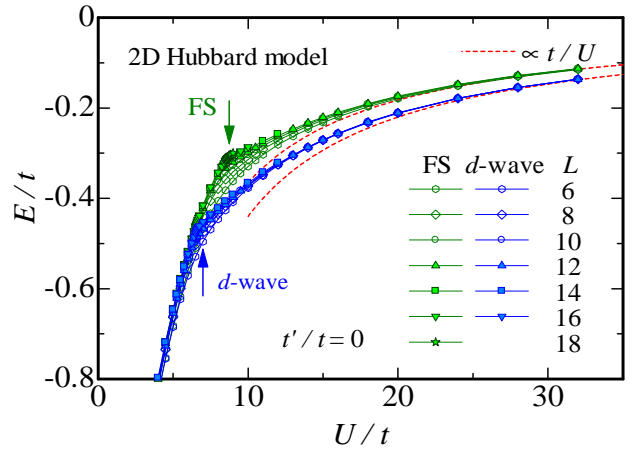 2D Hubbard model
∝ t / U
FS
FS d-wave L
6
8
10
12
14
16
18
d-wave
t' / t = 0
E / t
0
-0.2
-0.4
-0.6
-0.8
0 10 20 30
U / t